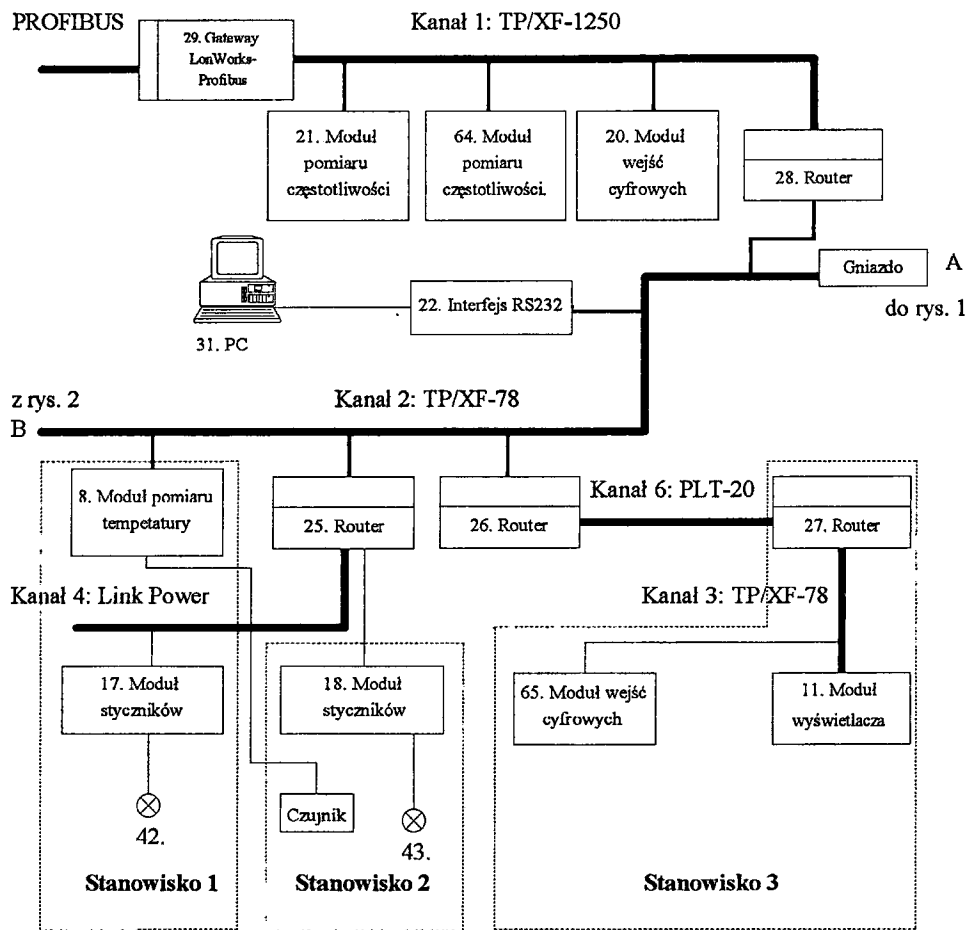 PROFIBUS
Kanał 1: TP/XF-1250
29. Gateway
LonWorks-
Profibus
21. Moduł
pomiaru
częstotliwości
64. Moduł
pomiaru
częstotliwości.
20. Moduł
wejść
cyfrowych
28. Router
Gniazdo
A
do rys. 1
22. Interfejs RS232
31. PC
z rys. 2
Kanał 2: TP/XF-78
B
8. Moduł pomiaru
tempetatury
25. Router
26. Router
Kanał 6: PLT-20
27. Router
Kanał 4: Link Power
Kanał 3: TP/XF-78
17. Moduł
styczników
18. Moduł
styczników
65. Moduł wejść
cyfrowych
11. Moduł
wyświetlacza
Czujnik
42.
43.
Stanowisko 1
Stanowisko 2
Stanowisko 3